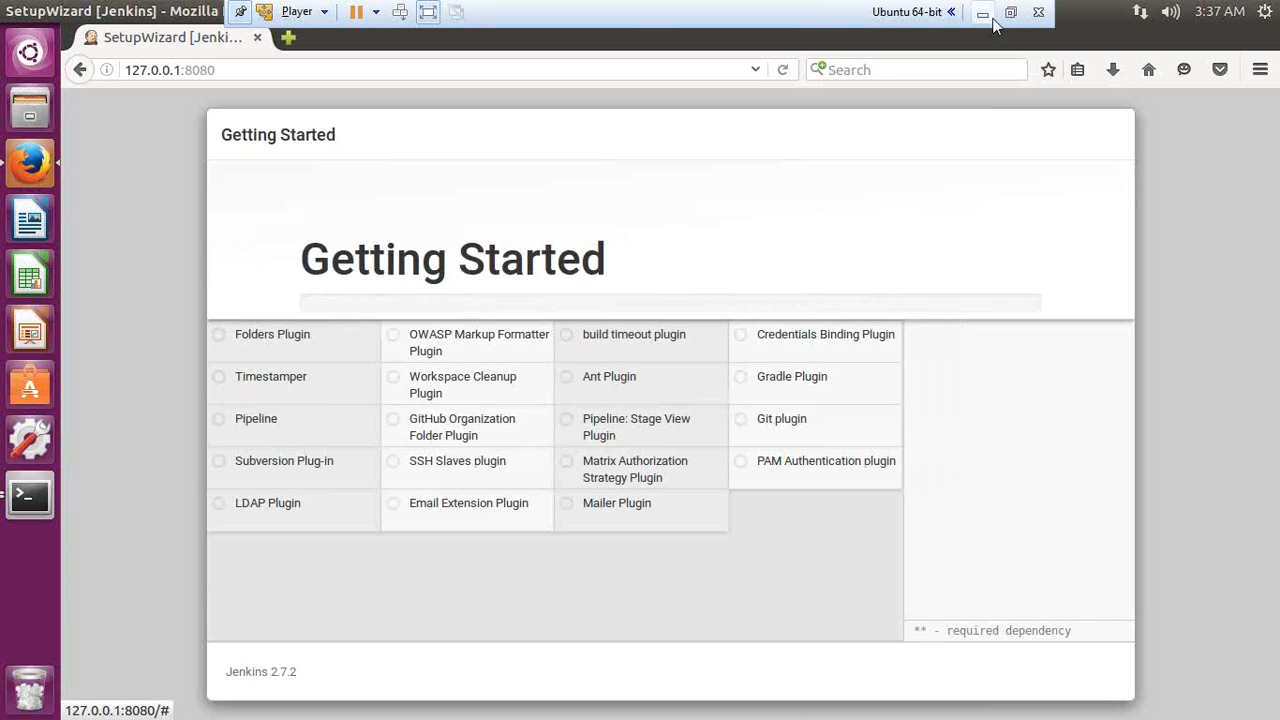 SetupWizard [Jenkins] - Mozilla
Player
Ubuntu 64-bit
3:37 AM
SetupWizard [Jenki...
127.0.0.1:8080
Search
Getting Started
Getting Started
Folders Plugin
OWASP Markup Formatter
Plugin
build timeout plugin
Credentials Binding Plugin
Timestamper
Workspace Cleanup
Plugin
Ant Plugin
Gradle Plugin
Pipeline
GitHub Organization
Folder Plugin
Pipeline: Stage View
Plugin
Git plugin
Subversion Plug-in
SSH Slaves plugin
Matrix Authorization
Strategy Plugin
PAM Authentication plugin
LDAP Plugin
Email Extension Plugin
Mailer Plugin
** - required dependency
Jenkins 2.7.2
127.0.0.1:8080/#